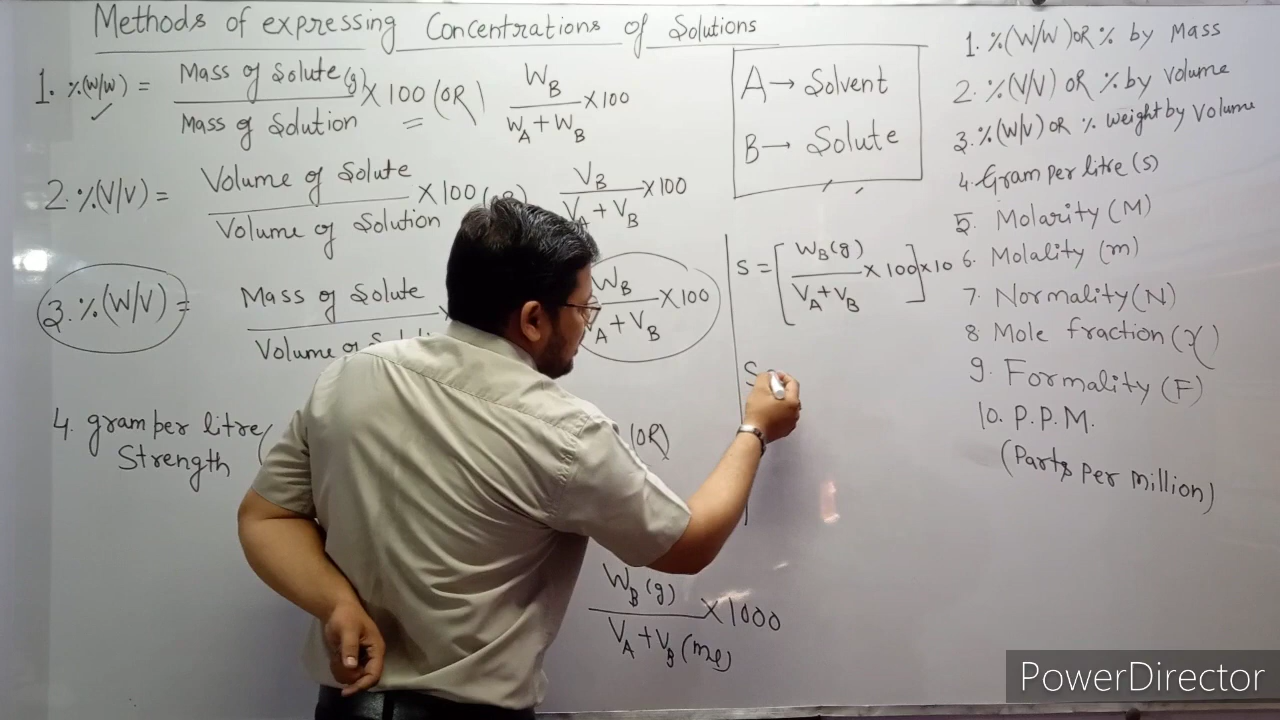 Methods of expressing Concentrations of Solutions
1. %(W/W) = Mass of Solute (g) / Mass of Solution × 100 (OR) W_B / W_A + W_B × 100
2. %(V/V) = Volume of Solute / Volume of Solution × 100 V_B / V_A + V_B × 100
3. %(W/V) = Mass of Solute / Volume of W_B / V_A + V_B × 100
4. gram per litre
Strength
(OR)
W_B (g) / V_A + V_B (ml) × 1000
A → Solvent
B → Solute
S = [W_B (g) / V_A + V_B × 100] × 10
S
1. %(W/W) OR % by Mass
2. %(V/V) OR % by Volume
3. %(W/V) OR % weight by Volume
4. Gram per litre (S)
5. Molarity (M)
6. Molality (m)
7. Normality (N)
8 Mole fraction (χ)
9. Formality (F)
10. P.P.M.
(Parts Per Million)
PowerDirector